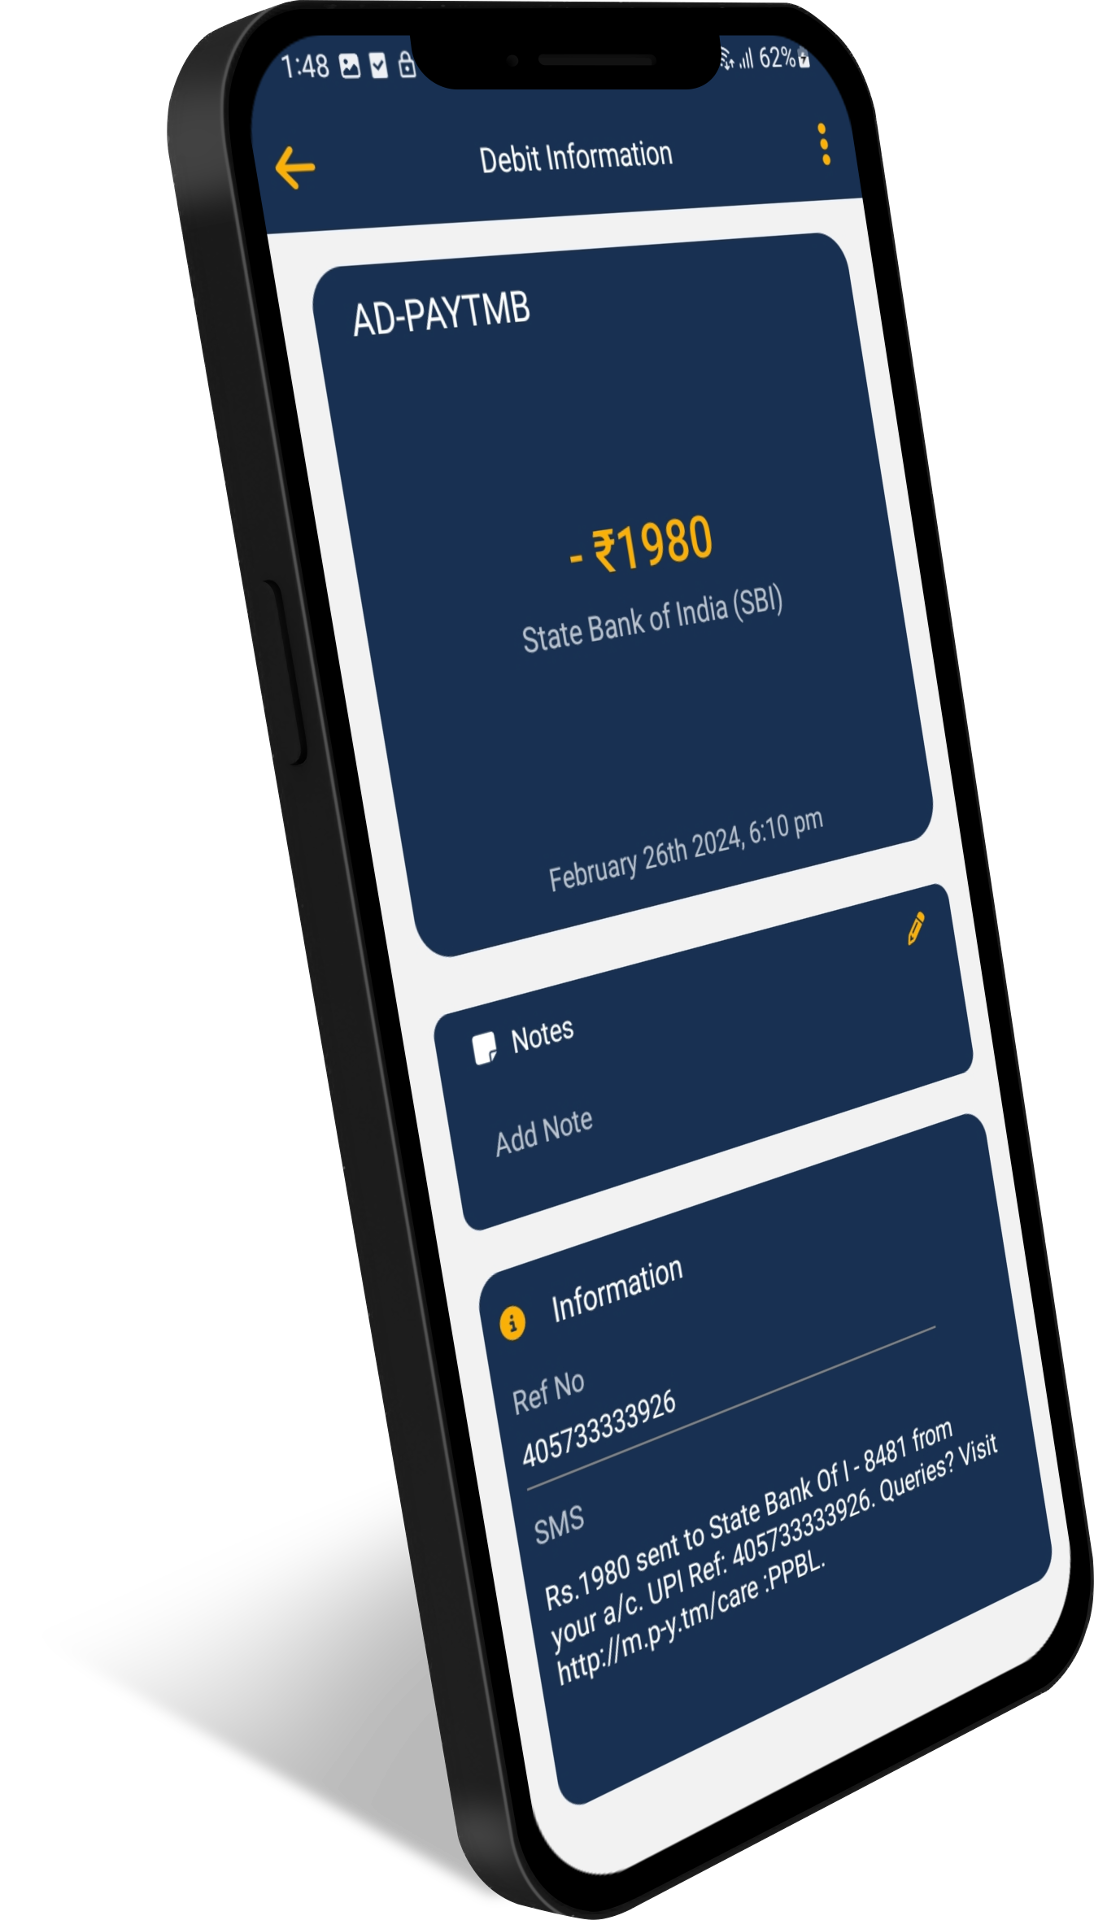 1:48 62%
Debit Information
AD-PAYTMB
- ₹1980
State Bank of India (SBI)
February 26th 2024, 6:10 pm
Notes
Add Note
Information
Ref No
405733333926
SMS
Rs.1980 sent to State Bank Of I - 8481 from
your a/c. UPI Ref: 405733333926. Queries? Visit
http://m.p-y.tm/care :PPBL.